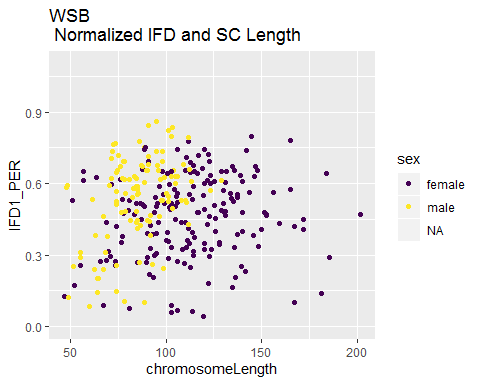 WSB
Normalized IFD and SC Length
IFD1_PER
0.9
0.6
0.3
0.0
50
100
150
200
chromosomeLength
sex
female
male
NA